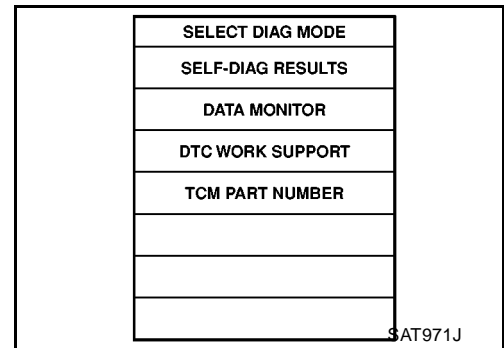 SELECT DIAG MODE
SELF-DIAG RESULTS
DATA MONITOR
DTC WORK SUPPORT
TCM PART NUMBER
SAT971J